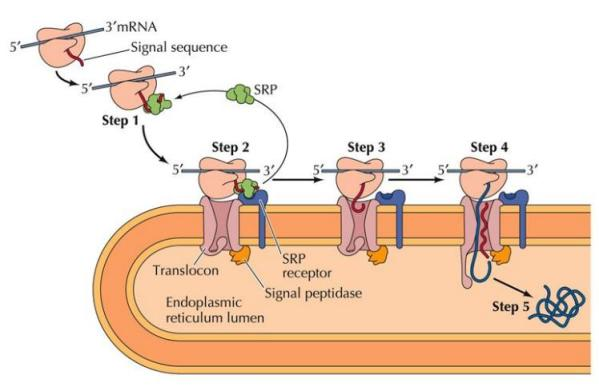 3′mRNA
5′
Signal sequence
3′
5′
SRP
Step 1
Step 2
Step 3
Step 4
5′
3′
5′
3′
5′
3′
Translocon
SRP
receptor
Signal peptidase
Endoplasmic
reticulum lumen
Step 5